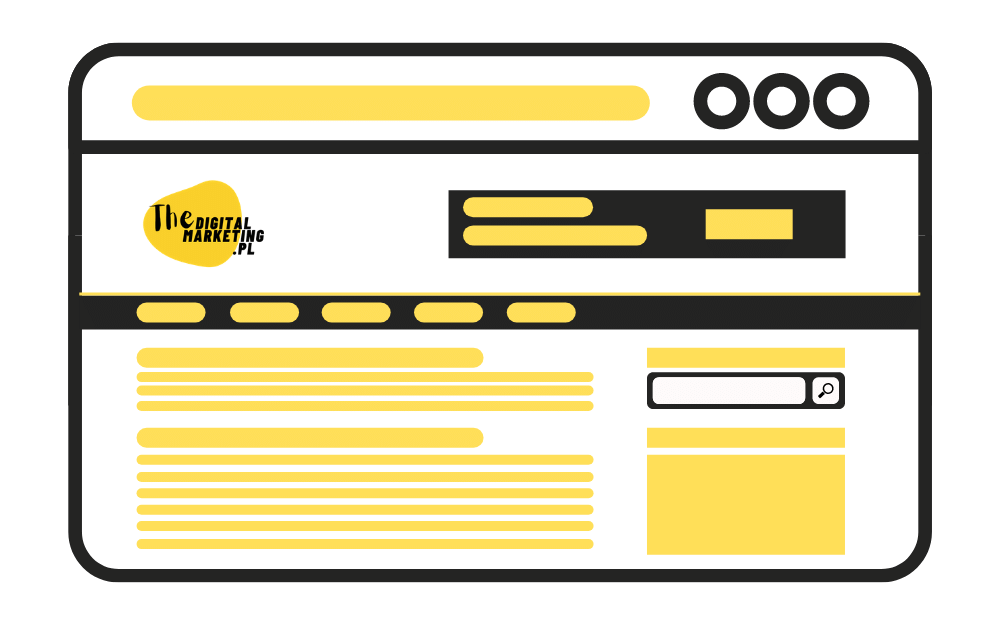 The DIGITAL
MARKETING
.PL